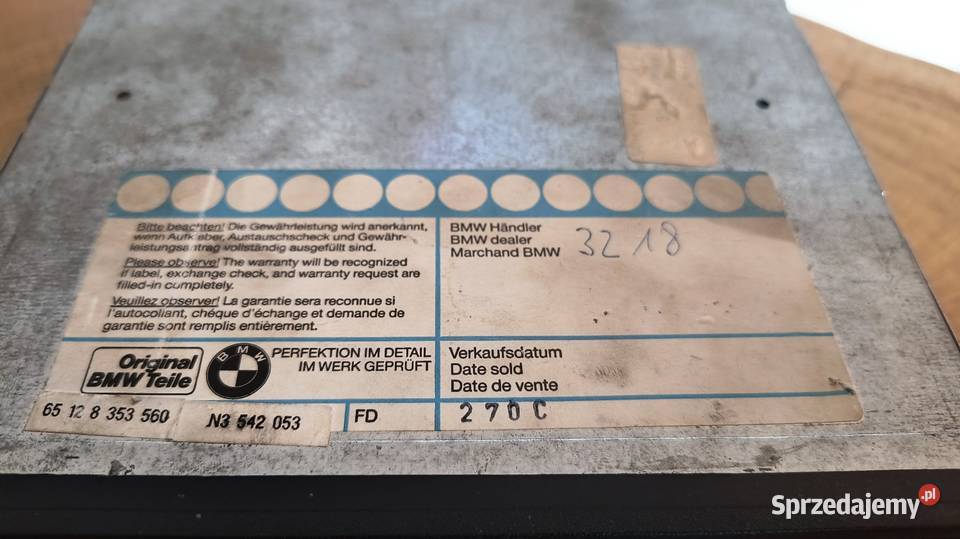 Bitte beachten! Die Gewährleistung wird anerkannt,
wenn Aufkleber, Austauschscheck und Gewähr-
leistungsantrag vollständig ausgefüllt sind.
Please observe! The warranty will be recognized
if label, exchange check, and warranty request are
filled-in completely.
Veuillez observer! La garantie sera reconnue si
l'autocollant, chéque d'échange et demande de
garantie sont remplis entièrement.
BMW Händler
BMW dealer
Marchand BMW
3218
Original
BMW Teile
BMW
PERFEKTION IM DETAIL
IM WERK GEPRÜFT
Verkaufsdatum
Date sold
Date de vente
65 12 8 353 560
N3 542 053
FD
270C
Sprzedajemy.pl